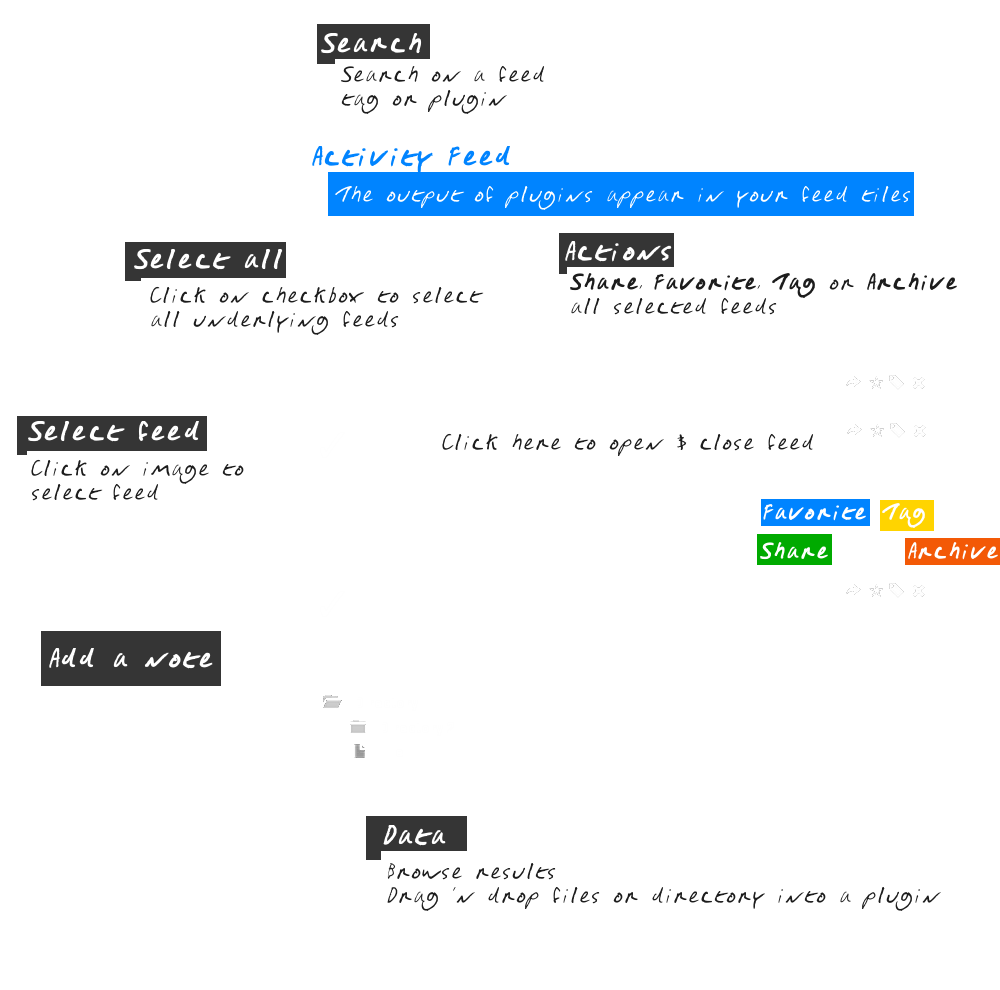 Search
Search on a feed
tag or plugin
Activity Feed
The output of plugins appear in your feed tiles
Select all
Click on checkbox to select
all underlying feeds
Actions
Share, Favorite, Tag or Archive
all selected feeds
Select feed
Click on image to
select feed
Click here to open & close feed
Favorite
Tag
Share
Archive
Add a note
Data
Browse results
Drag 'n drop files or directory into a plugin